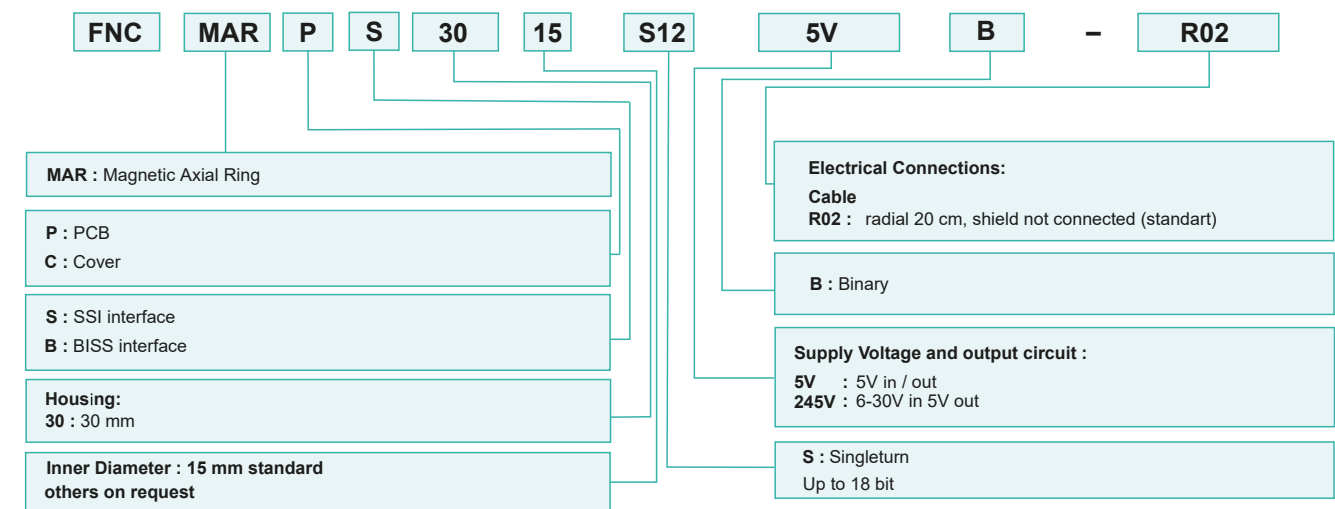 FNC MAR P S 30 15 S12 5V B – R02
MAR : Magnetic Axial Ring
P : PCB
C : Cover
S : SSI interface
B : BISS interface
Housing:
30 : 30 mm
Inner Diameter : 15 mm standard
others on request
Electrical Connections:
Cable
R02 : radial 20 cm, shield not connected (standart)
B : Binary
Supply Voltage and output circuit :
5V : 5V in / out
245V : 6-30V in 5V out
S : Singleturn
Up to 18 bit